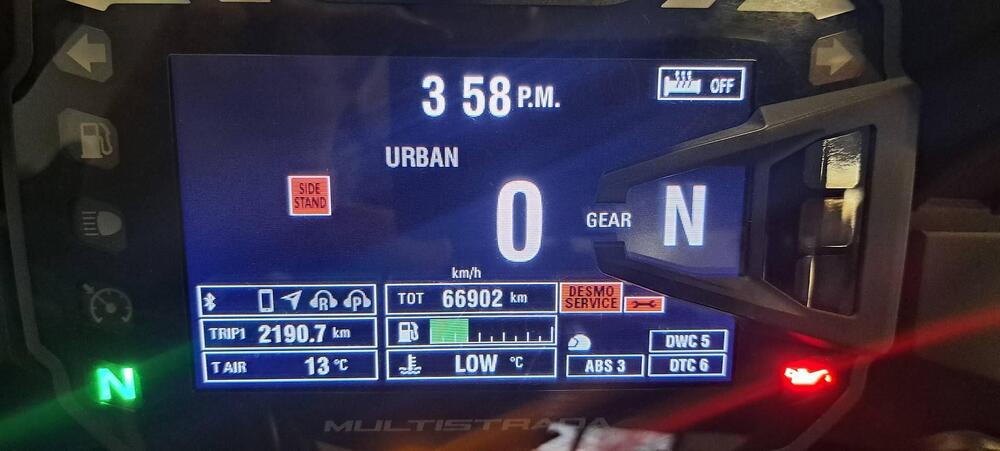 3 58 P.M.
OFF
URBAN
SIDE
STAND
0
GEAR
N
km/h
R P
TOT 66902 km
DESMO
SERVICE
TRIP1 2190.7 km
DWC 5
T AIR 13 °C
LOW °C
ABS 3
DTC 6
N
MULTISTRADA